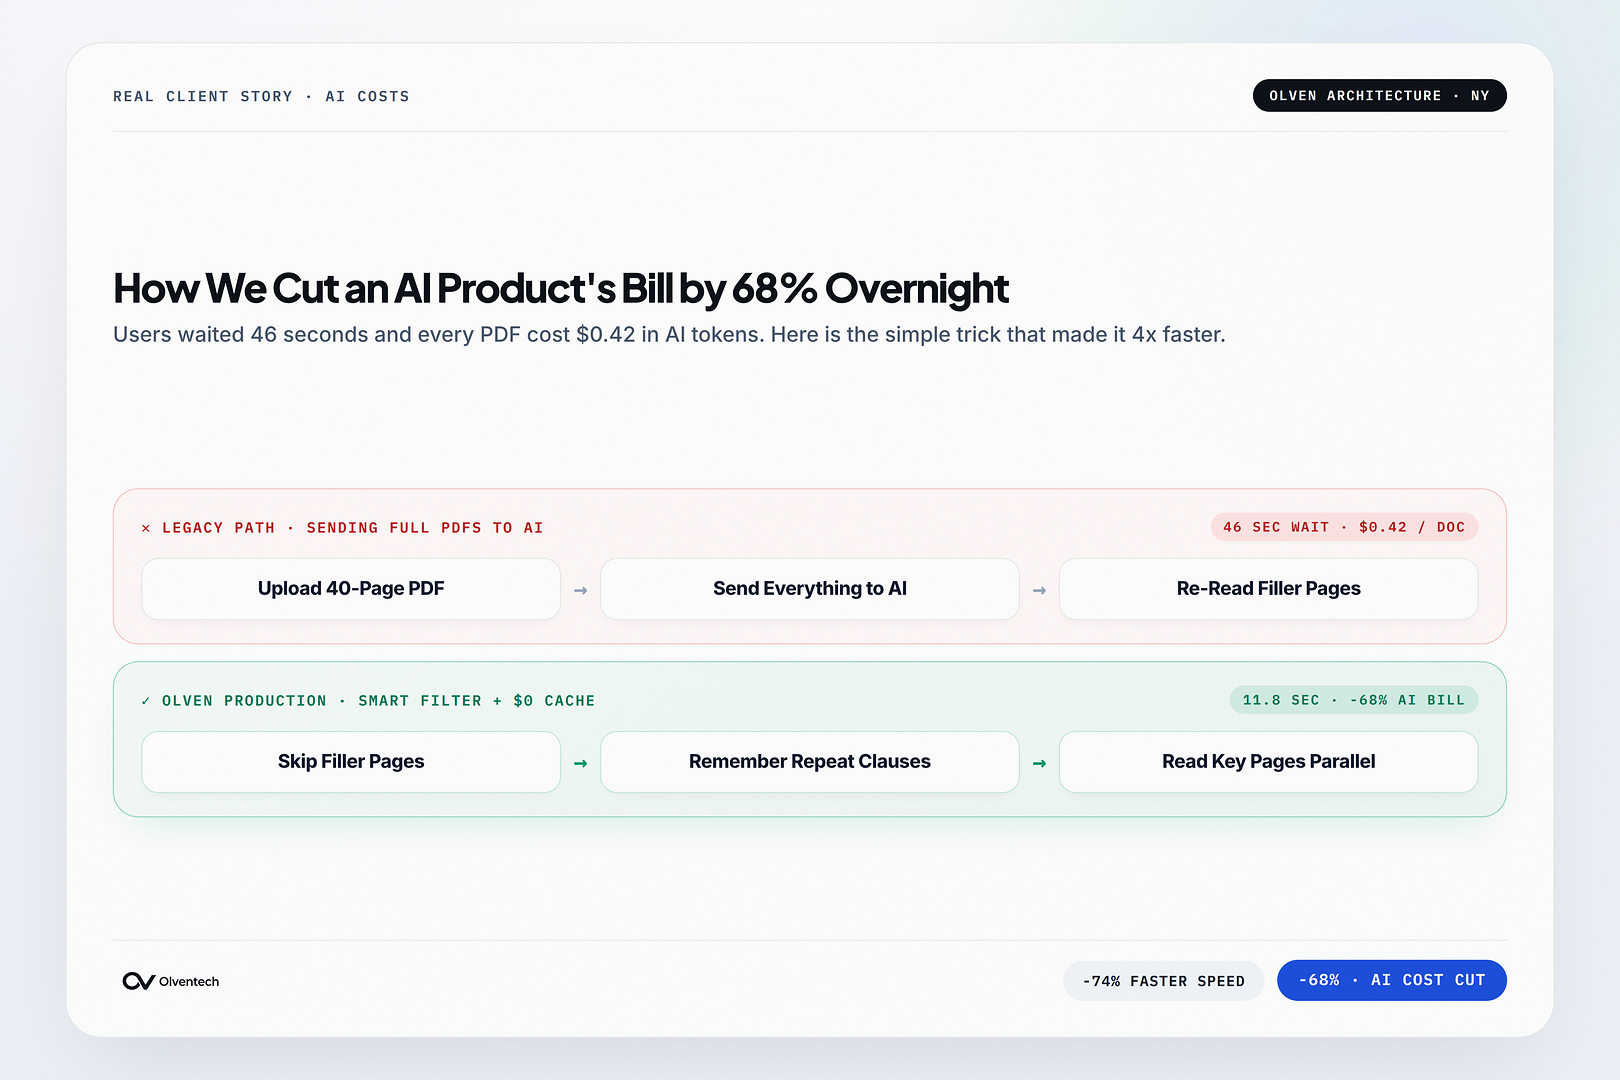 REAL CLIENT STORY · AI COSTS
OLVEN ARCHITECTURE · NY
How We Cut an AI Product's Bill by 68% Overnight
Users waited 46 seconds and every PDF cost $0.42 in AI tokens. Here is the simple trick that made it 4x faster.
× LEGACY PATH · SENDING FULL PDFS TO AI
46 SEC WAIT · $0.42 / DOC
Upload 40-Page PDF → Send Everything to AI → Re-Read Filler Pages
✓ OLVEN PRODUCTION · SMART FILTER + $0 CACHE
11.8 SEC · -68% AI BILL
Skip Filler Pages → Remember Repeat Clauses → Read Key Pages Parallel
Olventech
-74% FASTER SPEED
-68% · AI COST CUT